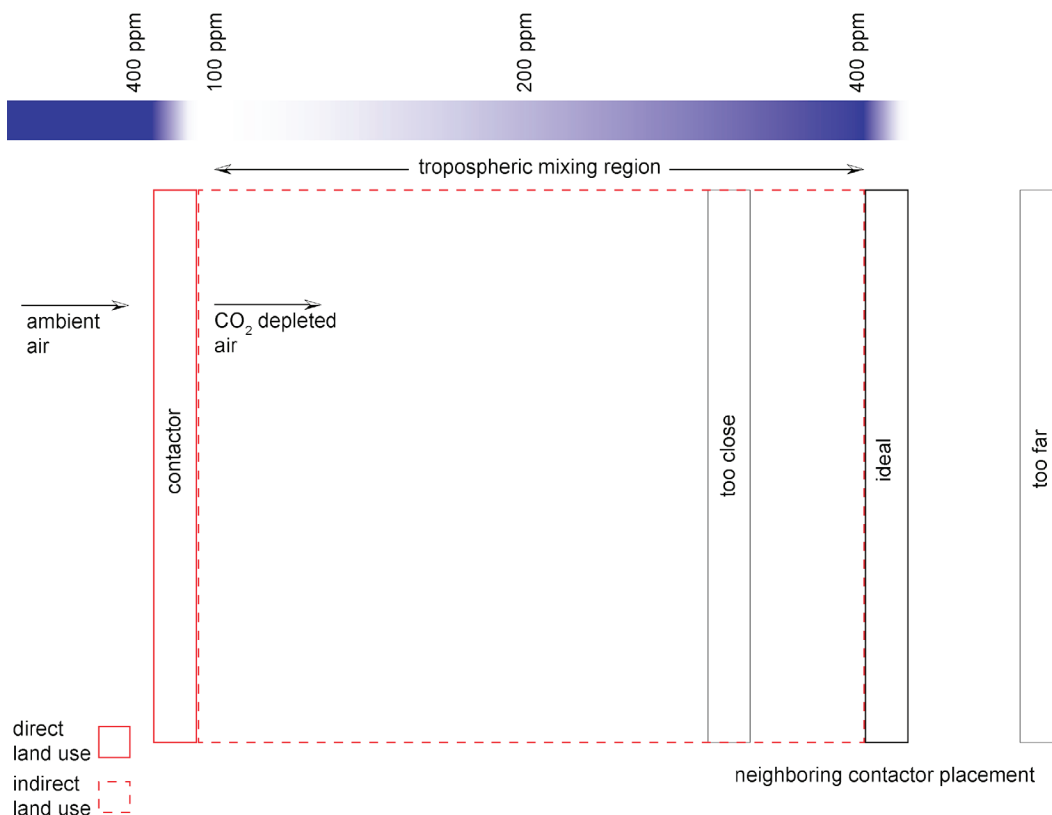 400 ppm
100 ppm
200 ppm
400 ppm
tropospheric mixing region
ambient
air
CO₂ depleted
air
contactor
too close
ideal
too far
direct
land use
indirect
land use
neighboring contactor placement